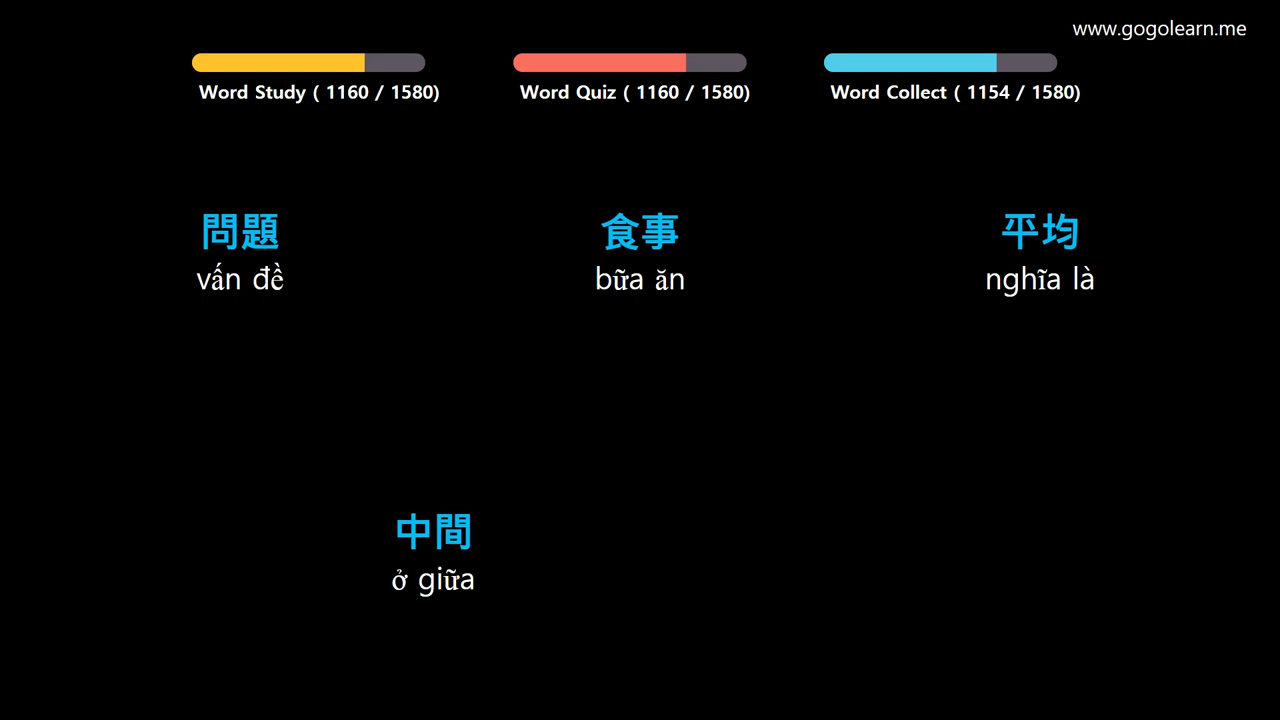 www.gogolearn.me
Word Study ( 1160 / 1580)
Word Quiz ( 1160 / 1580)
Word Collect ( 1154 / 1580)
問題
vấn đề
食事
bữa ăn
平均
nghĩa là
中間
ở giữa